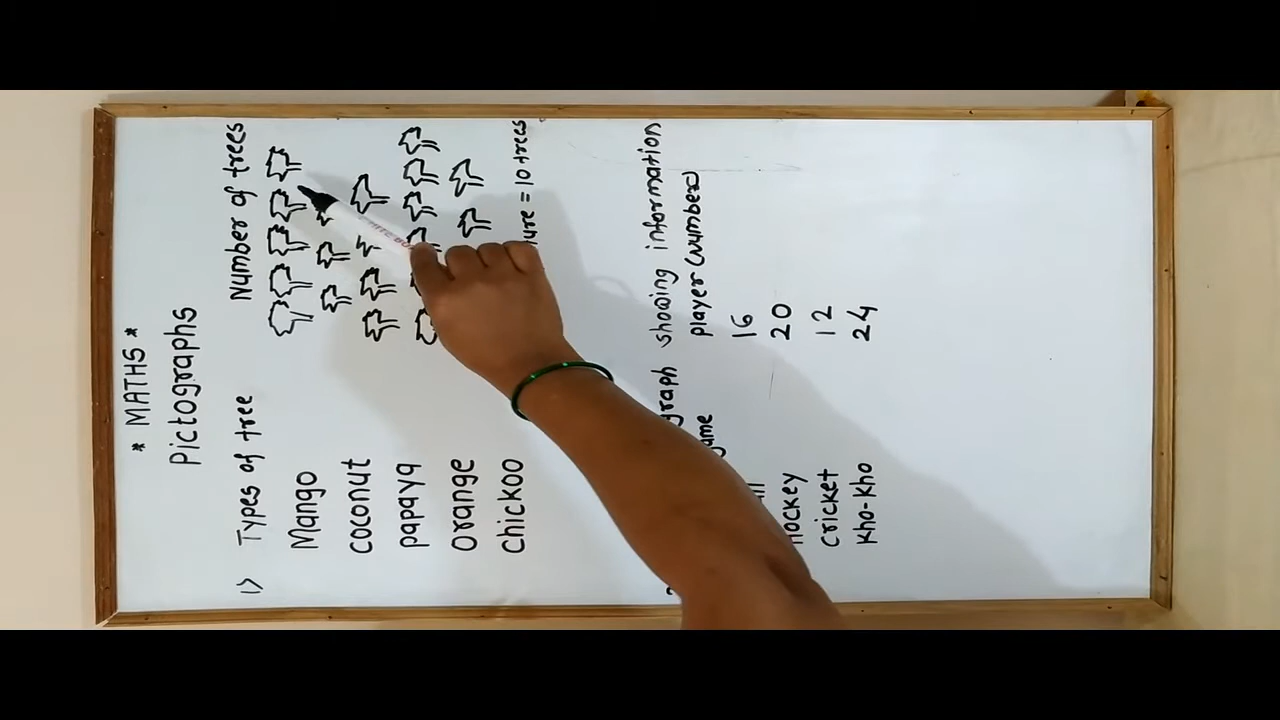 * MATHS *
Pictographs
1) Types of tree Number of trees
Mango
coconut
papaya
orange
chickoo
= 10 trees
showing information
player (number)
16
Hockey 20
cricket 12
Kho-Kho 24